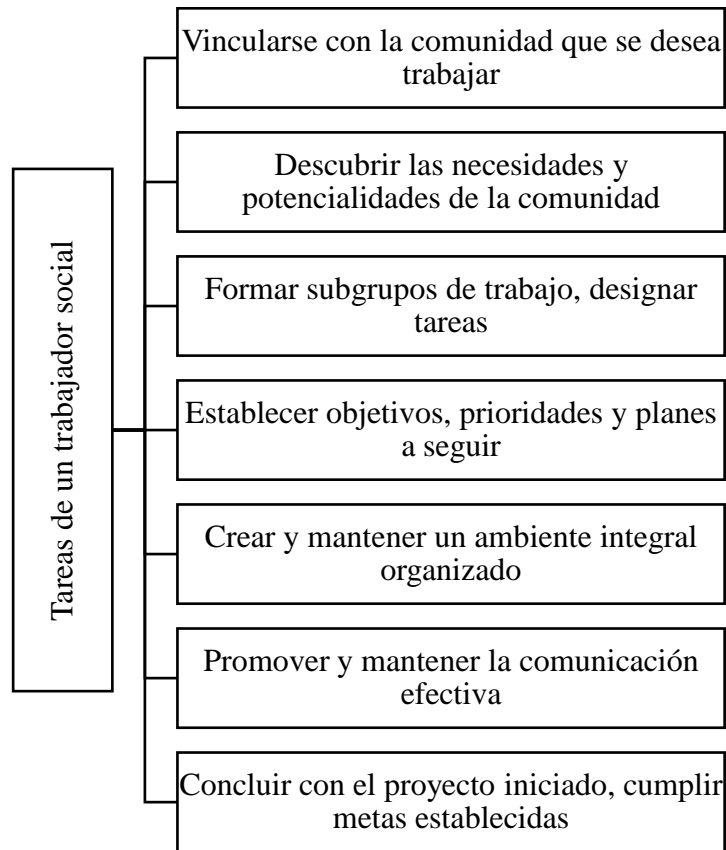 Tareas de un trabajador social
Vincularse con la comunidad que se desea
trabajar
Descubrir las necesidades y
potencialidades de la comunidad
Formar subgrupos de trabajo, designar
tareas
Establecer objetivos, prioridades y planes
a seguir
Crear y mantener un ambiente integral
organizado
Promover y mantener la comunicación
efectiva
Concluir con el proyecto iniciado, cumplir
metas establecidas